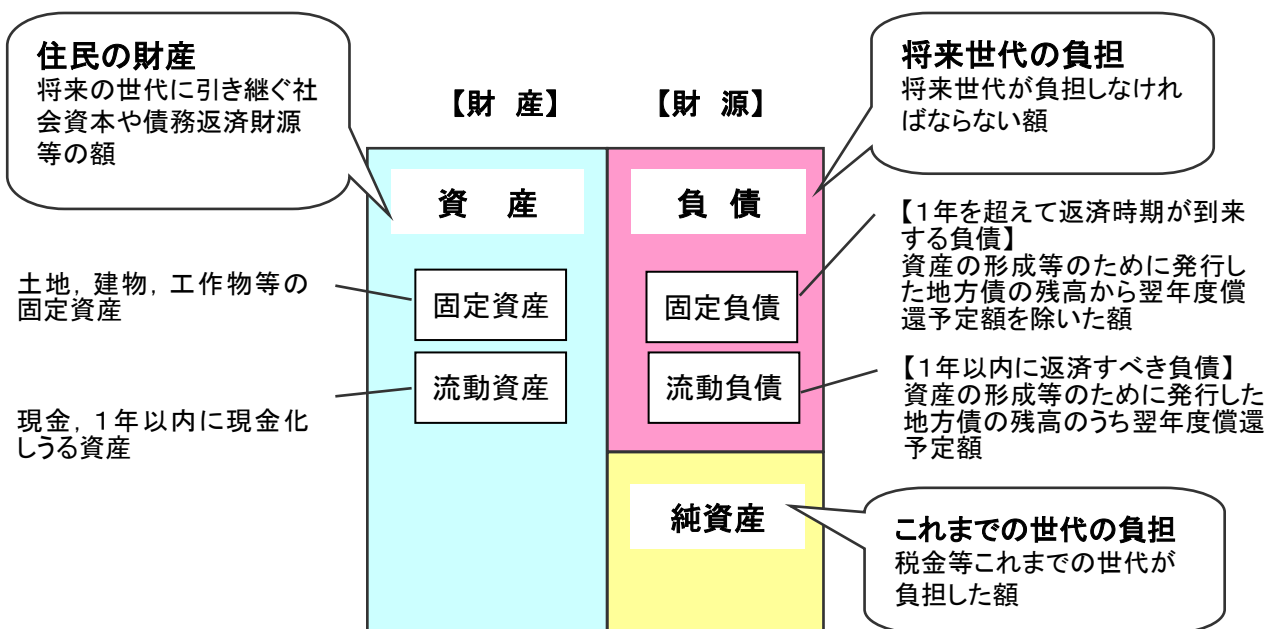 住民の財産
将来の世代に引き継ぐ社
会資本や債務返済財源
等の額
【財 産】
【財 源】
将来世代の負担
将来世代が負担しなけれ
ばならない額
資 産
負 債
土地，建物，工作物等の
固定資産
固定資産
固定負債
【１年を超えて返済時期が到来
する負債】
資産の形成等のために発行し
た地方債の残高から翌年度償
還予定額を除いた額
現金，１年以内に現金化
しうる資産
流動資産
流動負債
【１年以内に返済すべき負債】
資産の形成等のために発行した
地方債の残高のうち翌年度償還
予定額
純資産
これまでの世代の負担
税金等これまでの世代が
負担した額